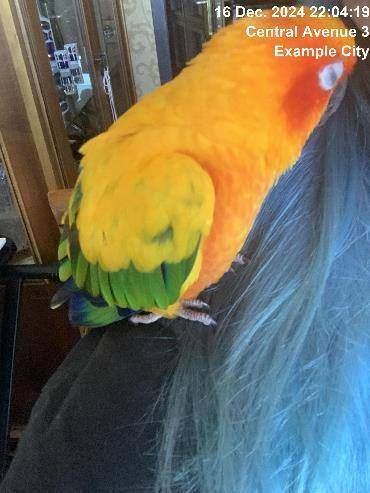 16 Dec. 2024 22:04:19
Central Avenue 3
Example City